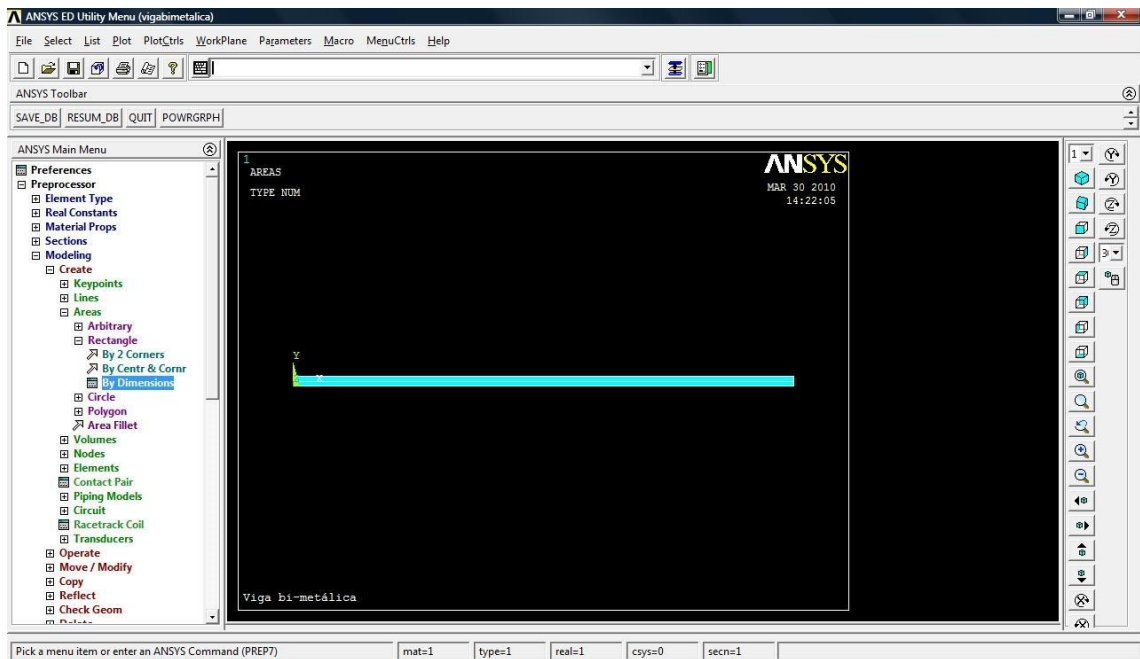 ANSYS ED Utility Menu (vigabimetalica)
File Select List Plot PlotCtrls WorkPlane Parameters Macro MenuCtrls Help
ANSYS Toolbar
SAVE_DB RESUM_DB QUIT POWRGRPH
ANSYS Main Menu
Preferences
Preprocessor
Element Type
Real Constants
Material Props
Sections
Modeling
Create
Keypoints
Lines
Areas
Arbitrary
Rectangle
By 2 Corners
By Centr & Cornr
By Dimensions
Circle
Polygon
Area Fillet
Volumes
Nodes
Elements
Contact Pair
Piping Models
Circuit
Racetrack Coil
Transducers
Operate
Move / Modify
Copy
Reflect
Check Geom
1
AREAS
TYPE NUM
ANSYS
MAR 30 2010
14:22:05
Y
X
Viga bi-metálica
1
Pick a menu item or enter an ANSYS Command (PREP7) mat=1 type=1 real=1 csys=0 secn=1